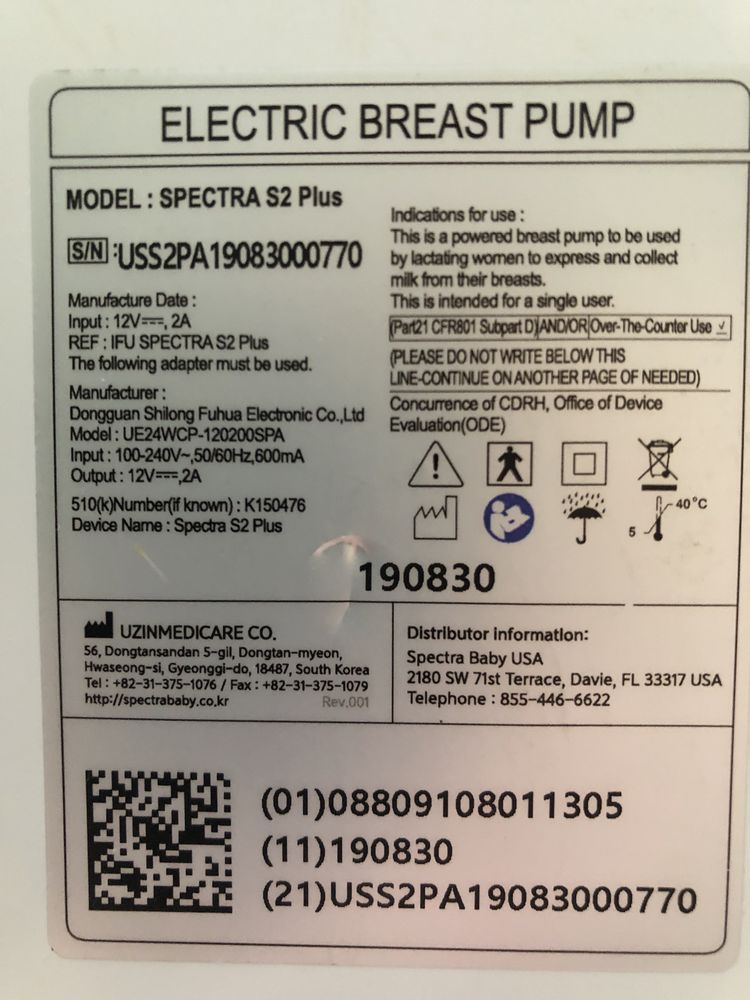 ELECTRIC BREAST PUMP
MODEL : SPECTRA S2 Plus
S/N :USS2PA19083000770
Manufacture Date :
Input : 12V⎓, 2A
REF : IFU SPECTRA S2 Plus
The following adapter must be used.
Manufacturer :
Dongguan Shilong Fuhua Electronic Co.,Ltd
Model : UE24WCP-120200SPA
Input : 100-240V~,50/60Hz,600mA
Output : 12V⎓,2A
510(k)Number(if known) : K150476
Device Name : Spectra S2 Plus
Indications for use :
This is a powered breast pump to be used
by lactating women to express and collect
milk from their breasts.
This is intended for a single user.
(Part21 CFR801 Subpart D)AND/OR Over-The-Counter Use ✓
(PLEASE DO NOT WRITE BELOW THIS
LINE-CONTINUE ON ANOTHER PAGE OF NEEDED)
Concurrence of CDRH, Office of Device
Evaluation(ODE)
40°C
5
190830
UZINMEDICARE CO.
56, Dongtansandan 5-gil, Dongtan-myeon,
Hwaseong-si, Gyeonggi-do, 18487, South Korea
Tel : +82-31-375-1076 / Fax : +82-31-375-1079
http://spectrababy.co.kr Rev.001
Distributor information:
Spectra Baby USA
2180 SW 71st Terrace, Davie, FL 33317 USA
Telephone : 855-446-6622
(01)08809108011305
(11)190830
(21)USS2PA19083000770